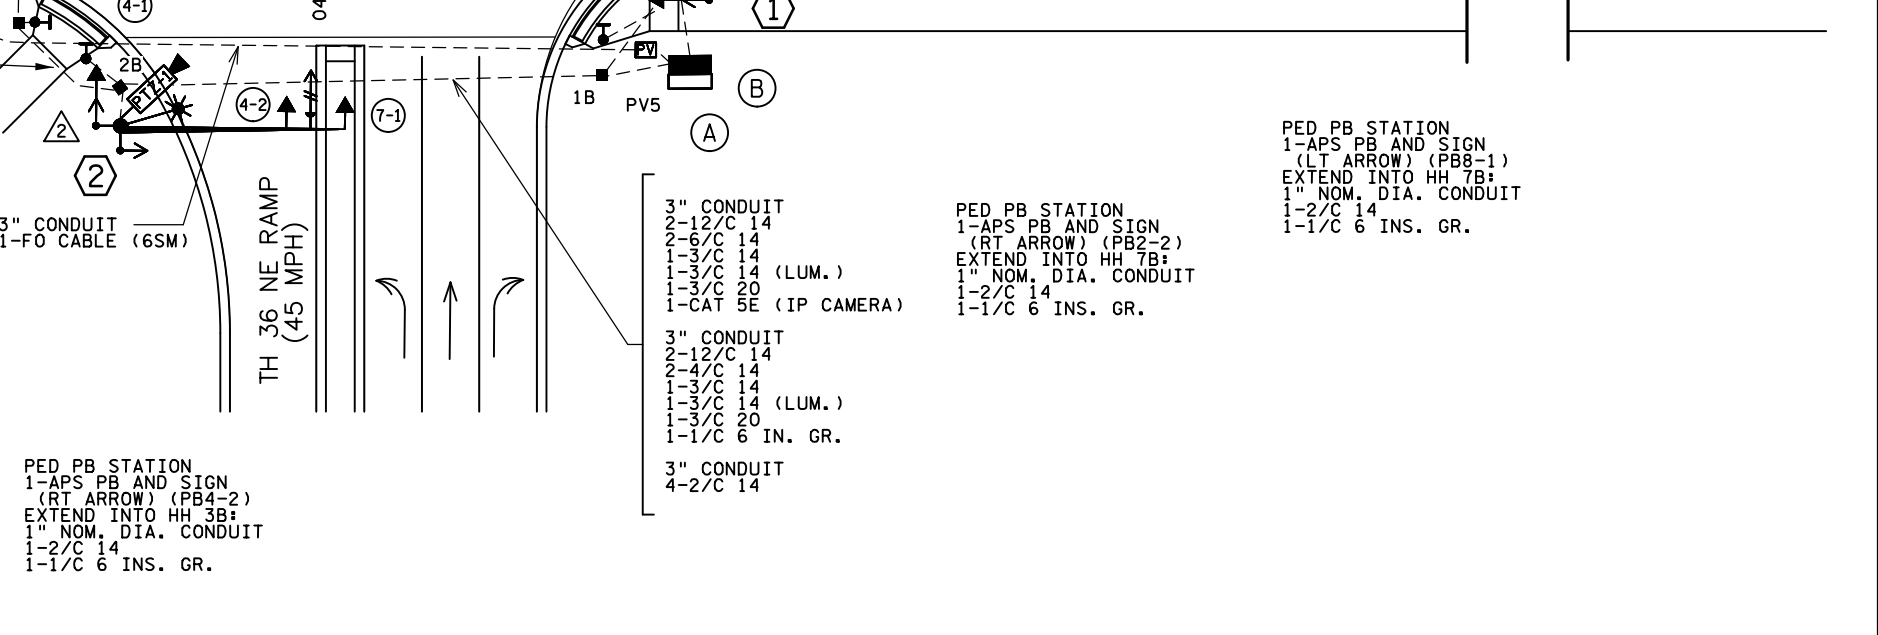 4-1
04
1
2B
PTZ-1
4-2
7-1
2
2
PV
1B
PV5
B
A
3" CONDUIT
1-FO CABLE (6SM)
TH 36 NE RAMP
(45 MPH)
3" CONDUIT
2-12/C 14
2-6/C 14
1-3/C 14
1-3/C 14 (LUM.)
1-3/C 20
1-CAT 5E (IP CAMERA)
3" CONDUIT
2-12/C 14
2-4/C 14
1-3/C 14
1-3/C 14 (LUM.)
1-3/C 20
1-1/C 6 IN. GR.
3" CONDUIT
4-2/C 14
PED PB STATION
1-APS PB AND SIGN
(RT ARROW) (PB2-2)
EXTEND INTO HH 7B:
1" NOM. DIA. CONDUIT
1-2/C 14
1-1/C 6 INS. GR.
PED PB STATION
1-APS PB AND SIGN
(LT ARROW) (PB8-1)
EXTEND INTO HH 7B:
1" NOM. DIA. CONDUIT
1-2/C 14
1-1/C 6 INS. GR.
PED PB STATION
1-APS PB AND SIGN
(RT ARROW) (PB4-2)
EXTEND INTO HH 3B:
1" NOM. DIA. CONDUIT
1-2/C 14
1-1/C 6 INS. GR.